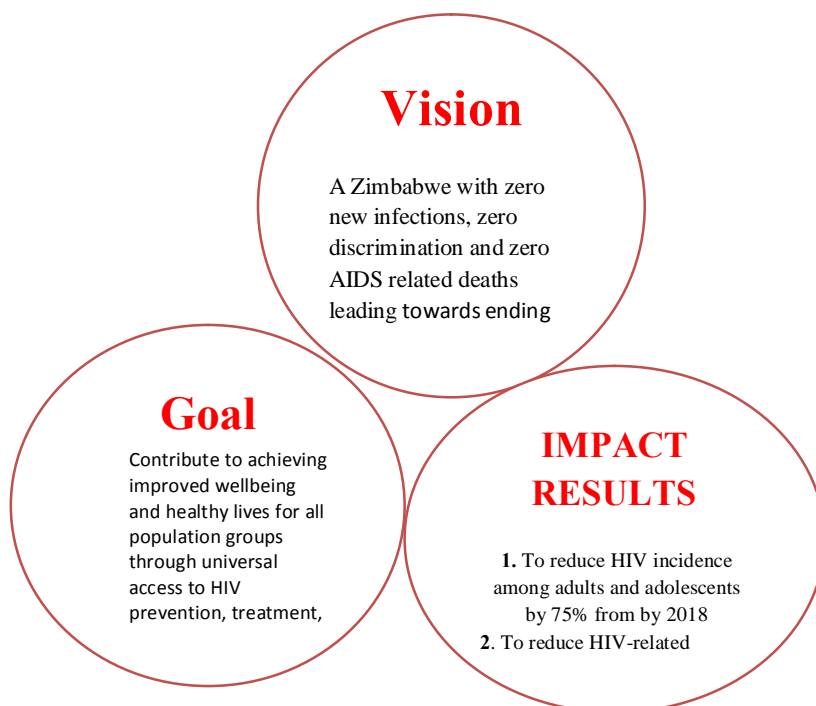 Vision
A Zimbabwe with zero
new infections, zero
discrimination and zero
AIDS related deaths
leading towards ending
Goal
Contribute to achieving
improved wellbeing
and healthy lives for all
population groups
through universal
access to HIV
prevention, treatment,
IMPACT
RESULTS
1. To reduce HIV incidence
among adults and adolescents
by 75% from by 2018
2. To reduce HIV-related